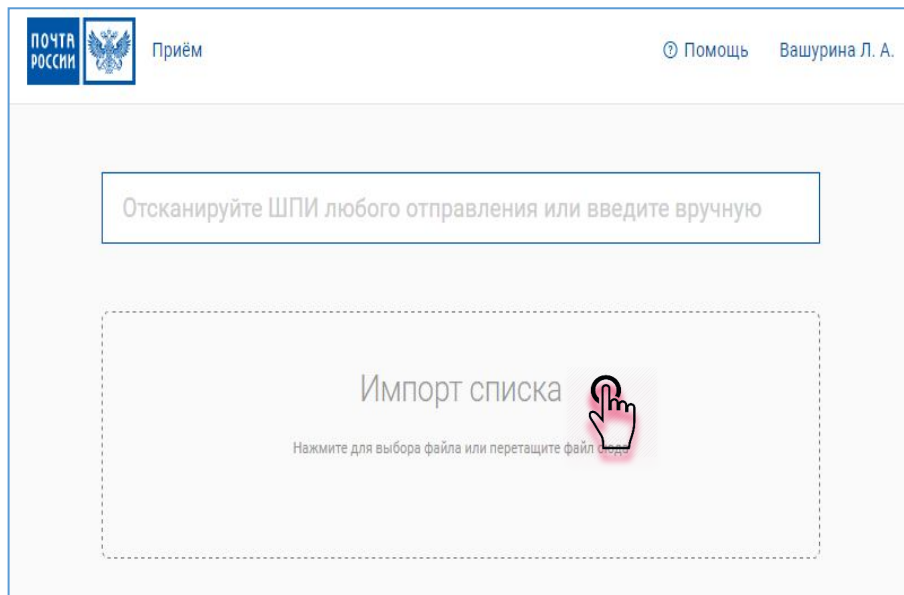 ПОЧТА
РОССИИ
Приём
Помощь
Вашурина Л. А.
Отсканируйте ШПИ любого отправления или введите вручную
Импорт списка
Нажмите для выбора файла или перетащите файл сюда